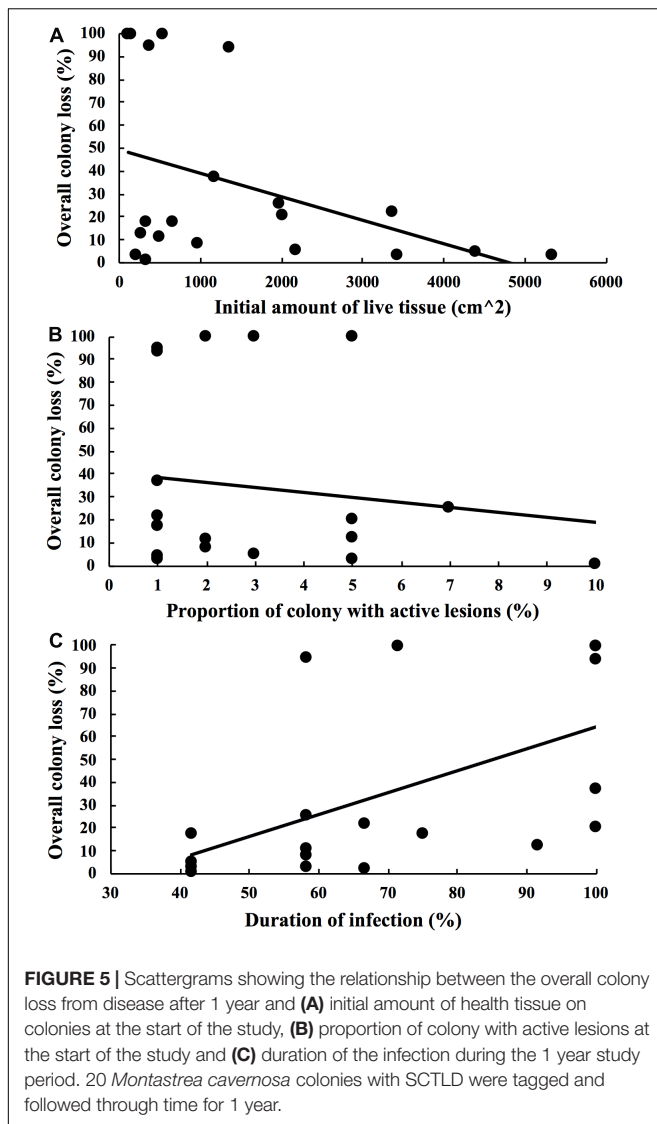 A
Overall colony loss (%)
100
90
80
70
60
50
40
30
20
10
0
0 1000 2000 3000 4000 5000 6000
Initial amount of live tissue (cm^2)
B
Overall colony loss (%)
100
90
80
70
60
50
40
30
20
10
0
0 1 2 3 4 5 6 7 8 9 10
Proportion of colony with active lesions (%)
C
Overall colony loss (%)
100
90
80
70
60
50
40
30
20
10
0
30 40 50 60 70 80 90 100
Duration of infection (%)
FIGURE 5 | Scattergrams showing the relationship between the overall colony
loss from disease after 1 year and (A) initial amount of health tissue on
colonies at the start of the study, (B) proportion of colony with active lesions at
the start of the study and (C) duration of the infection during the 1 year study
period. 20 Montastrea cavernosa colonies with SCTLD were tagged and
followed through time for 1 year.